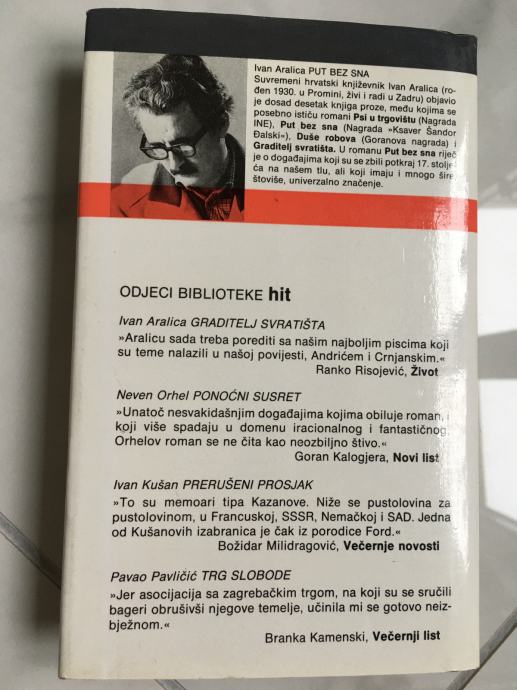 Ivan Aralica PUT BEZ SNA
Suvremeni hrvatski književnik Ivan Aralica (ro-
đen 1930. u Promini, živi i radi u Zadru) objavio
je dosad desetak knjiga proze, među kojima se
posebno ističu romani Psi u trgovištu (Nagrada
INE), Put bez sna (Nagrada »Ksaver Šandor
Đalski«), Duše robova (Goranova nagrada) i
Graditelj svratišta. U romanu Put bez sna riječ
je o događajima koji su se zbili potkraj 17. stolje-
ća na našem tlu, ali koji imaju i mnogo šire
štoviše, univerzalno značenje.
ODJECI BIBLIOTEKE hit
Ivan Aralica GRADITELJ SVRATIŠTA
»Aralicu sada treba porediti sa našim najboljim piscima koji
su teme nalazili u našoj povijesti, Andrićem i Crnjanskim.«
Ranko Risojević, Život
Neven Orhel PONOĆNI SUSRET
»Unatoč nesvakidašnjim događajima kojima obiluje roman, i
koji više spadaju u domenu iracionalnog i fantastičnog,
Orhelov roman se ne čita kao neozbiljno štivo.«
Goran Kalogjera, Novi list
Ivan Kušan PRERUŠENI PROSJAK
»To su memoari tipa Kazanove. Niže se pustolovina za
pustolovinom, u Francuskoj, SSSR, Nemačkoj i SAD. Jedna
od Kušanovih izabranica je čak iz porodice Ford.«
Božidar Milidragović, Večernje novosti
Pavao Pavličić TRG SLOBODE
»Jer asocijacija sa zagrebačkim trgom, na koji su se sručili
bageri obrušivši njegove temelje, učinila mi se gotovo neiz-
bježnom.«
Branka Kamenski, Večernji list